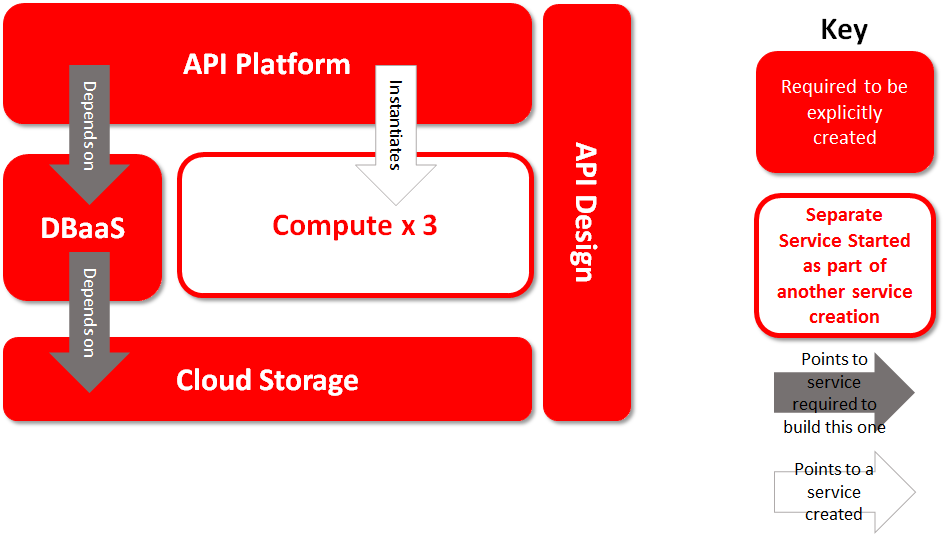 API Platform
Depends on
Instantiates
DBaaS
Compute x 3
Depends on
Cloud Storage
API Design
Key
Required to be
explicitly
created
Separate
Service Started
as part of
another service
creation
Points to
service
required to
build this one
Points to a
service
created